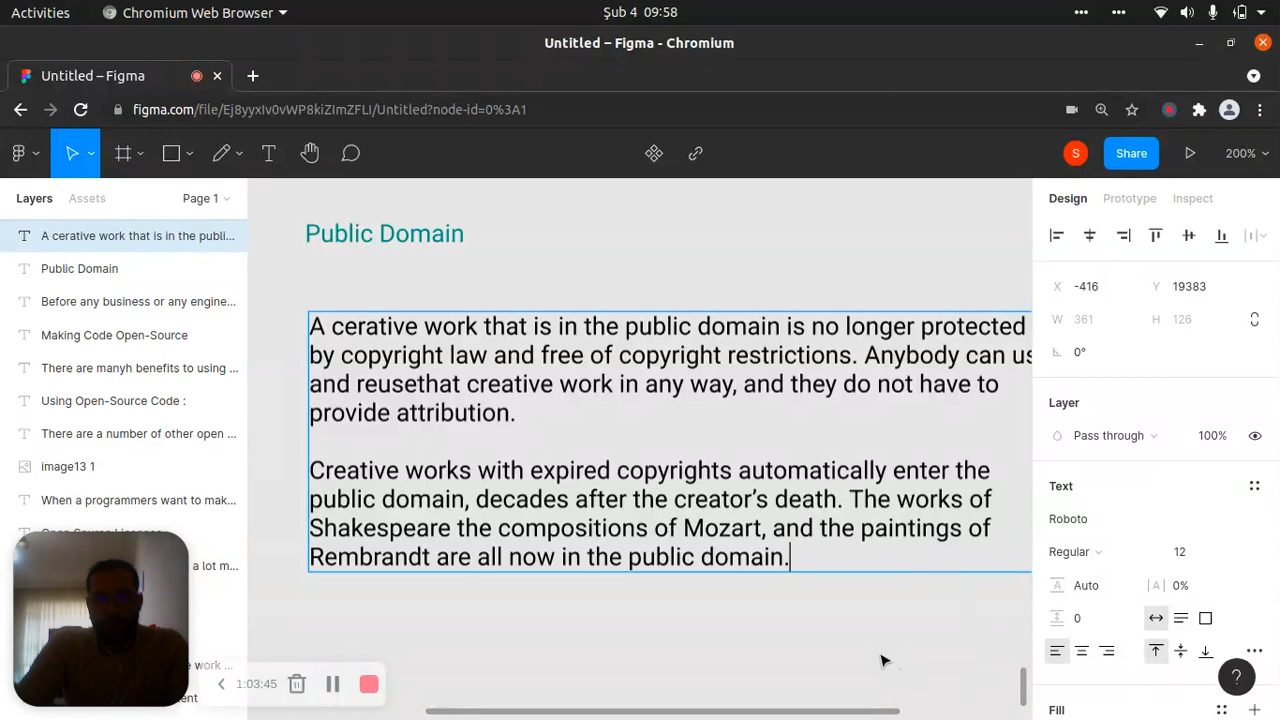 Activities
Chromium Web Browser
Şub 4 09:58
Untitled – Figma - Chromium
Untitled – Figma
figma.com/file/Ej8yyxIv0vWP8kiZImZFLI/Untitled?node-id=0%3A1
S
Share
200%
Layers
Assets
Page 1
A cerative work that is in the publi...
Public Domain
Before any business or any engine...
Making Code Open-Source
There are manyh benefits to using ...
Using Open-Source Code :
There are a number of other open ...
image13 1
When a programmers want to mak...
a lot m...
work ...
1:03:45
Public Domain
A cerative work that is in the public domain is no longer protected
by copyright law and free of copyright restrictions. Anybody can us
and reusethat creative work in any way, and they do not have to
provide attribution.
Creative works with expired copyrights automatically enter the
public domain, decades after the creator’s death. The works of
Shakespeare the compositions of Mozart, and the paintings of
Rembrandt are all now in the public domain.
Design
Prototype
Inspect
X -416
Y 19383
W 361
H 126
0°
Layer
Pass through
100%
Text
Roboto
Regular
12
Auto
0%
0
?
Fill